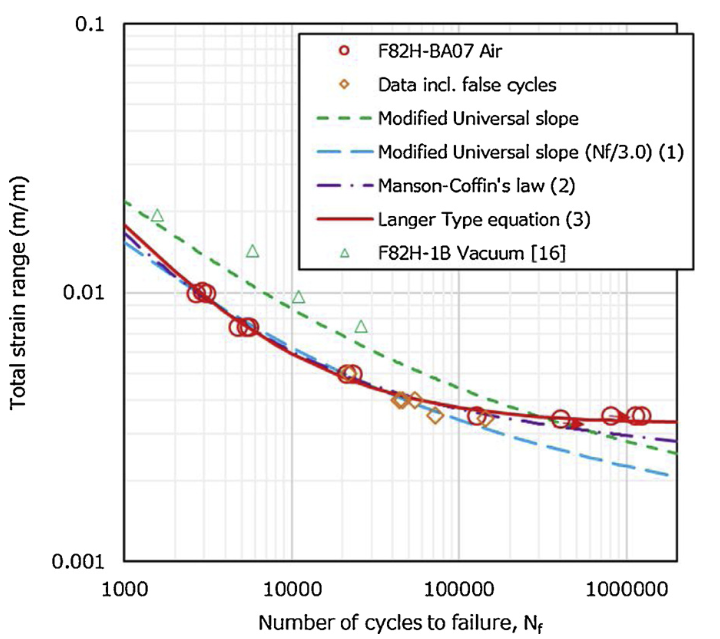 0.1
F82H-BA07 Air
Data incl. false cycles
Modified Universal slope
Modified Universal slope (Nf/3.0) (1)
Manson-Coffin's law (2)
Langer Type equation (3)
F82H-1B Vacuum [16]
Total strain range (m/m)
0.01
0.001
1000 10000 100000 1000000
Number of cycles to failure, Nf